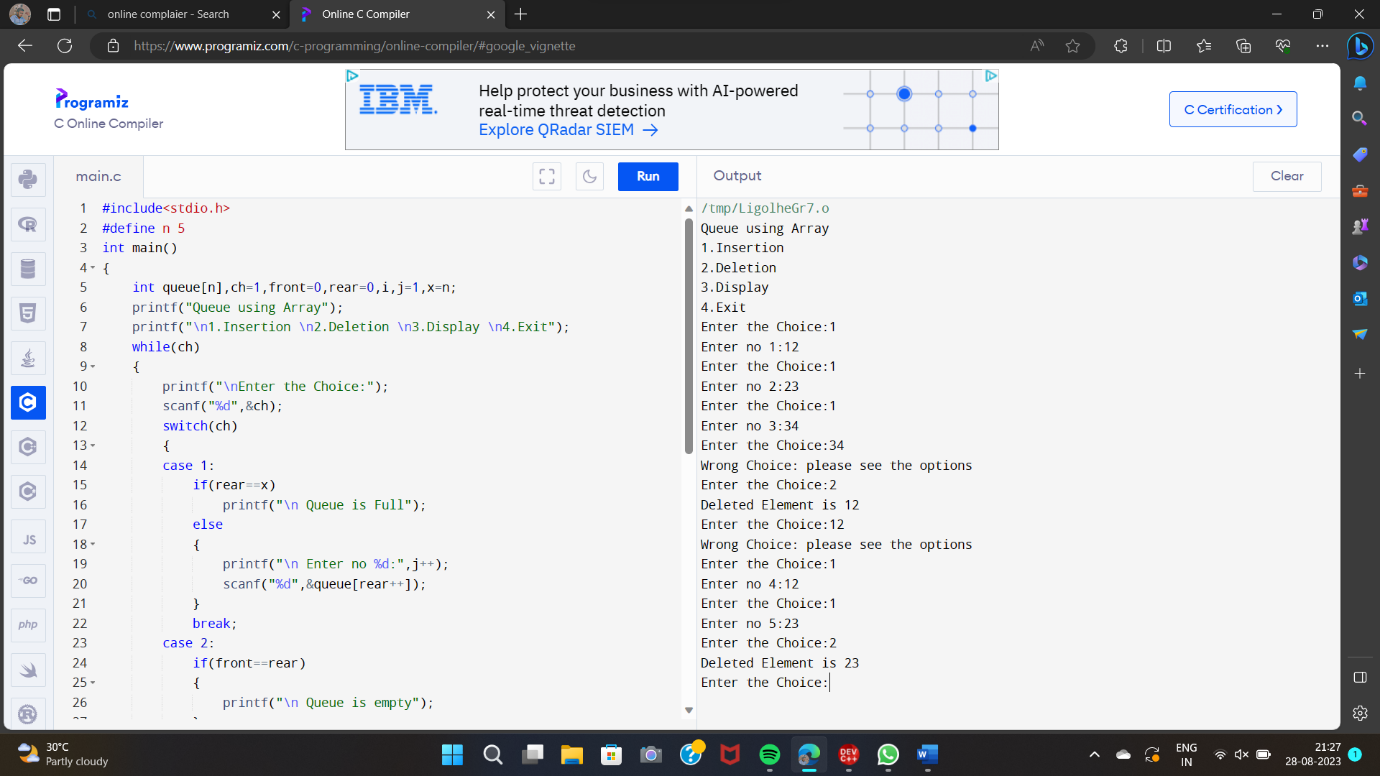 online complaier - Search
Online C Compiler
https://www.programiz.com/c-programming/online-compiler/#google_vignette
Programiz
C Online Compiler
IBM.
Help protect your business with AI-powered
real-time threat detection
Explore QRadar SIEM →
C Certification >
main.c
Run
Output
Clear
1 #include<stdio.h>
2 #define n 5
3 int main()
4 {
5 int queue[n],ch=1,front=0,rear=0,i,j=1,x=n;
6 printf("Queue using Array");
7 printf("\n1.Insertion \n2.Deletion \n3.Display \n4.Exit");
8 while(ch)
9 {
10 printf("\nEnter the Choice:");
11 scanf("%d",&ch);
12 switch(ch)
13 {
14 case 1:
15 if(rear==x)
16 printf("\n Queue is Full");
17 else
18 {
19 printf("\n Enter no %d:",j++);
20 scanf("%d",&queue[rear++]);
21 }
22 break;
23 case 2:
24 if(front==rear)
25 {
26 printf("\n Queue is empty");
/tmp/LigolheGr7.o
Queue using Array
1.Insertion
2.Deletion
3.Display
4.Exit
Enter the Choice:1
Enter no 1:12
Enter the Choice:1
Enter no 2:23
Enter the Choice:1
Enter no 3:34
Enter the Choice:34
Wrong Choice: please see the options
Enter the Choice:2
Deleted Element is 12
Enter the Choice:12
Wrong Choice: please see the options
Enter the Choice:1
Enter no 4:12
Enter the Choice:1
Enter no 5:23
Enter the Choice:2
Deleted Element is 23
Enter the Choice:
JS
GO
php
30°C
Partly cloudy
DEV
C++
W
ENG
IN
21:27
28-08-2023
1